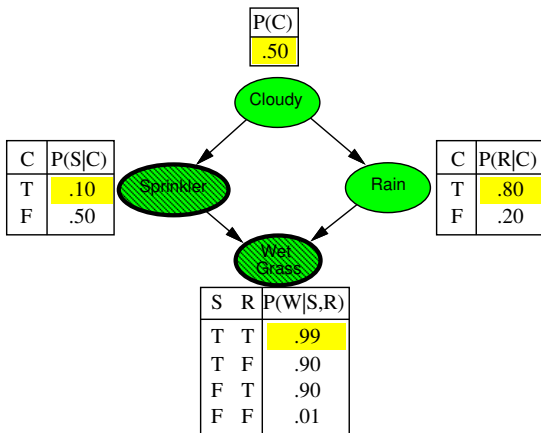 P(C)
.50
Cloudy
C P(S|C)
T .10
F .50
Sprinkler
Rain
C P(R|C)
T .80
F .20
Wet
Grass
S R P(W|S,R)
T T .99
T F .90
F T .90
F F .01